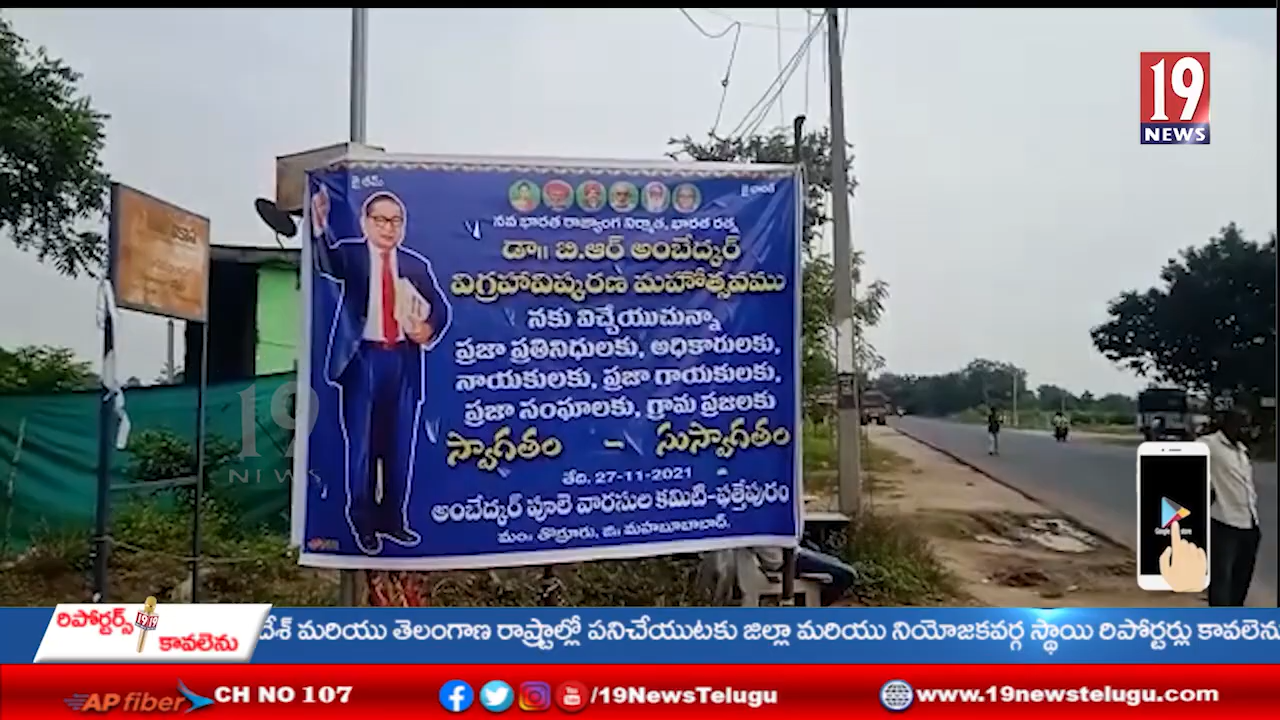 19
NEWS
జై భీమ్
జై భారత్
నవ భారత రాజ్యాంగ నిర్మాత, భారత రత్న
డా॥ బి.ఆర్ అంబేద్కర్
విగ్రహావిష్కరణ మహోత్సవము
నకు విచ్చేయుచున్నా
ప్రజా ప్రతినిధులకు, అధికారులకు,
నాయకులకు, ప్రజా గాయకులకు,
ప్రజా సంఘాలకు, గ్రామ ప్రజలకు
స్వాగతం - సుస్వాగతం
తేది, 27-11-2021
అంబేద్కర్ పూలె వారసుల కమిటి-ఫత్తేపురం
మం॥ తొర్రూరు, జి॥ మహబూబాబాద్.
19
NEWS
రిపోర్టర్స్
కావలెను
దేశ్ మరియు తెలంగాణ రాష్ట్రాల్లో పనిచేయుటకు జిల్లా మరియు నియోజకవర్గ స్థాయి రిపోర్టర్లు కావలెను
AP fiber CH NO 107 /19NewsTelugu www.19newstelugu.com